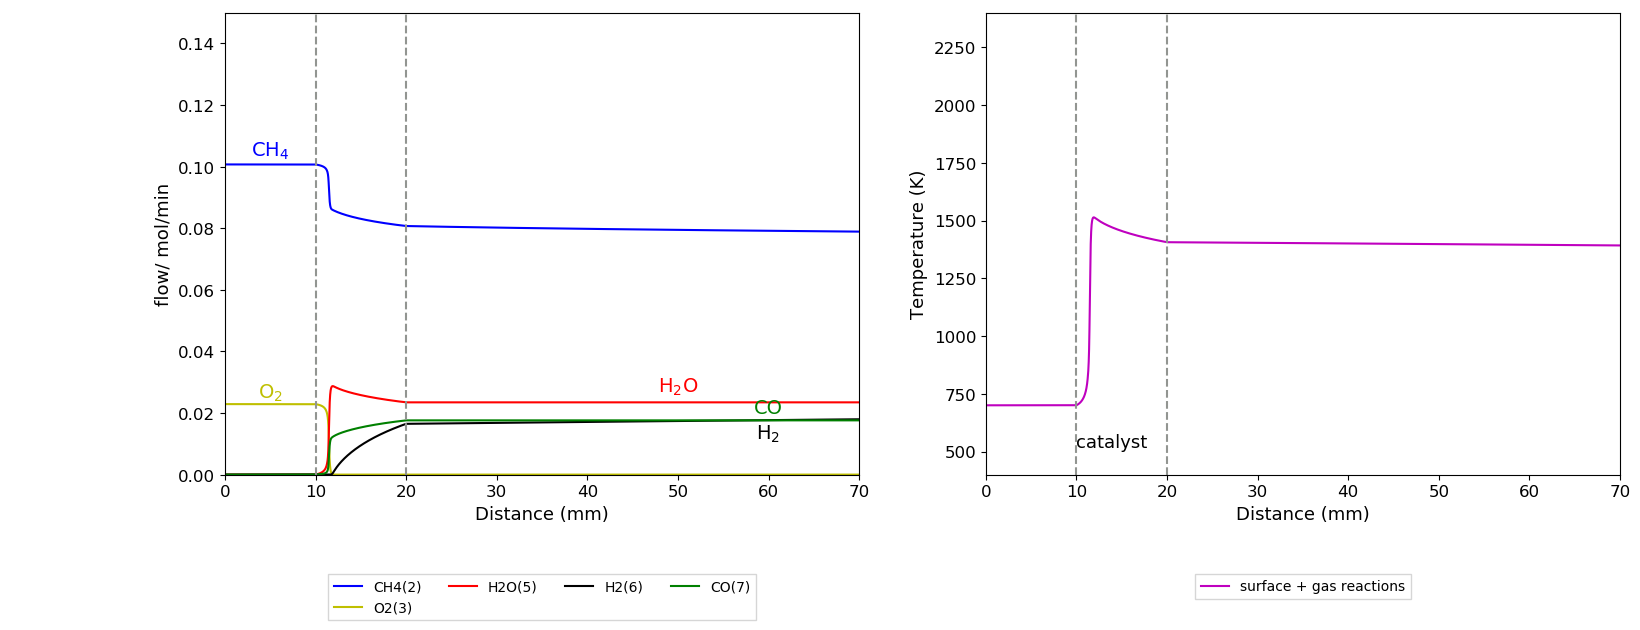 0.14
0.12
0.10
0.08
0.06
0.04
0.02
0.00
flow/ mol/min
CH4
O2
H2O
CO
H2
0 10 20 30 40 50 60 70
Distance (mm)
CH4(2) H2O(5) H2(6) CO(7)
O2(3)
2250
2000
1750
1500
1250
1000
750
500
Temperature (K)
catalyst
0 10 20 30 40 50 60 70
Distance (mm)
surface + gas reactions